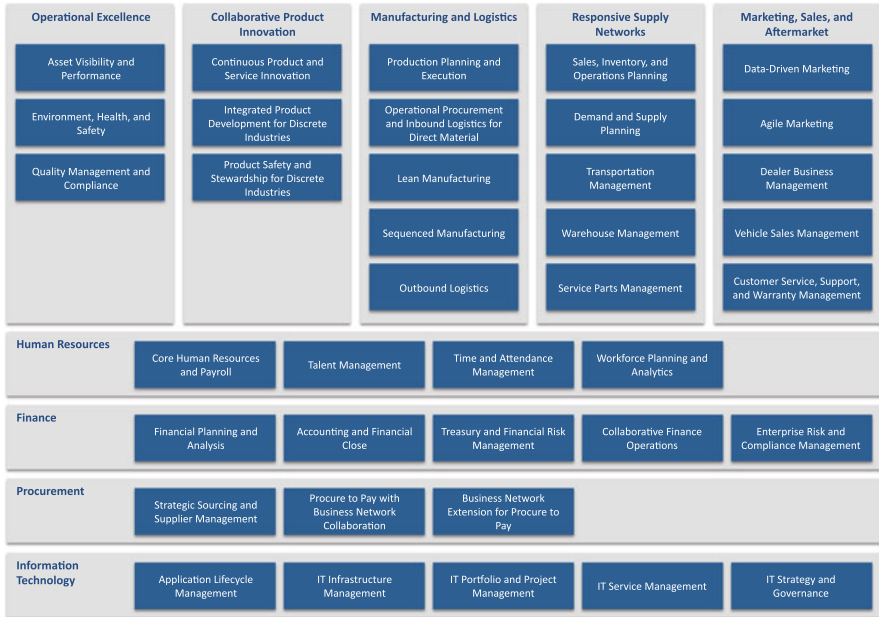 Operational Excellence
Asset Visibility and
Performance
Environment, Health, and
Safety
Quality Management and
Compliance
Collaborative Product
Innovation
Continuous Product and
Service Innovation
Integrated Product
Development for Discrete
Industries
Product Safety and
Stewardship for Discrete
Industries
Manufacturing and Logistics
Production Planning and
Execution
Operational Procurement
and Inbound Logistics for
Direct Material
Lean Manufacturing
Sequenced Manufacturing
Outbound Logistics
Responsive Supply
Networks
Sales, Inventory, and
Operations Planning
Demand and Supply
Planning
Transportation
Management
Warehouse Management
Service Parts Management
Marketing, Sales, and
Aftermarket
Data-Driven Marketing
Agile Marketing
Dealer Business
Management
Vehicle Sales Management
Customer Service, Support,
and Warranty Management
Human Resources
Core Human Resources
and Payroll
Talent Management
Time and Attendance
Management
Workforce Planning and
Analytics
Finance
Financial Planning and
Analysis
Accounting and Financial
Close
Treasury and Financial Risk
Management
Collaborative Finance
Operations
Enterprise Risk and
Compliance Management
Procurement
Strategic Sourcing and
Supplier Management
Procure to Pay with
Business Network
Collaboration
Business Network
Extension for Procure to
Pay
Information
Technology
Application Lifecycle
Management
IT Infrastructure
Management
IT Portfolio and Project
Management
IT Service Management
IT Strategy and
Governance